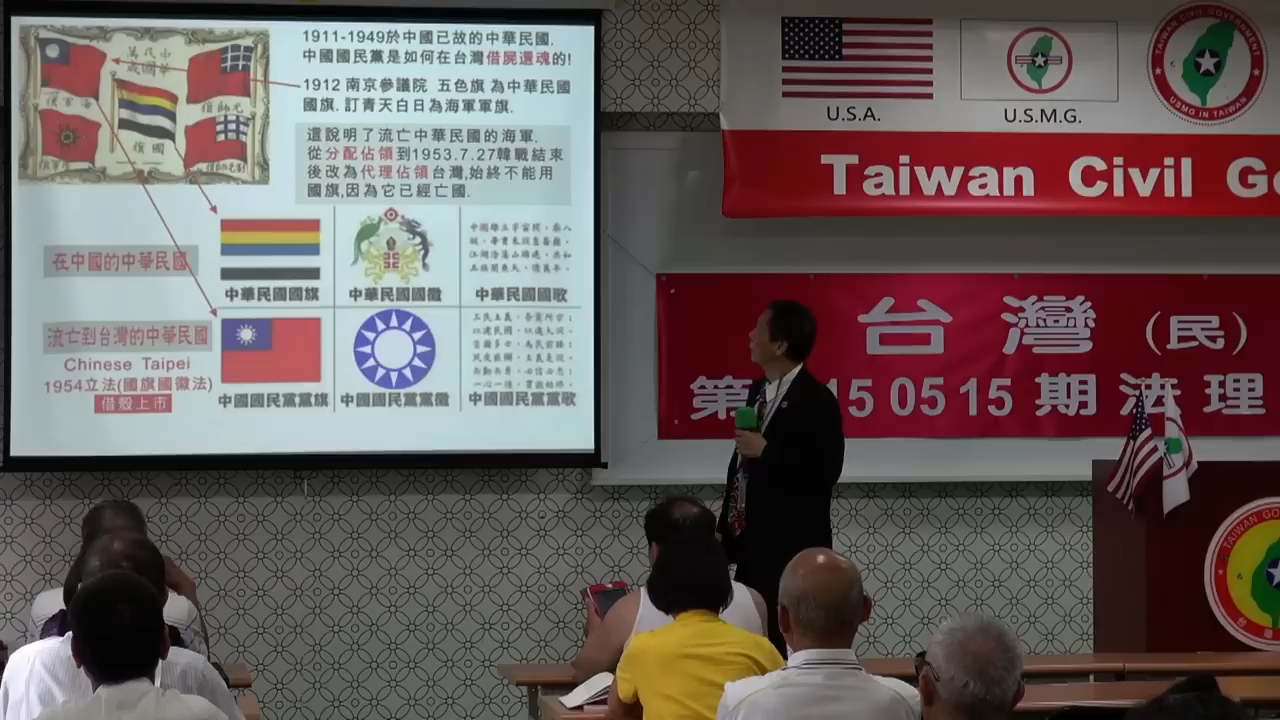 1911-1949於中國已故的中華民國.
中國國民黨是如何在台灣借屍還魂的!
1912 南京參議院 五色旗 為中華民國
國旗. 訂青天白日為海軍軍旗.
這說明了流亡中華民國的海軍.
從分配佔領到1953.7.27韓戰結束
後改為代理佔領台灣,始終不能用
國旗,因為它已經亡國.
在中國的中華民國
中華民國國旗
中華民國國徽
中華民國國歌
流亡到台灣的中華民國
Chinese Taipei
1954立法(國旗國徽法)
借殼上市
中國國民黨黨旗
中國國民黨黨徽
中國國民黨黨歌
U.S.A.
U.S.M.G.
TAIWAN CIVIL GOVERNMENT
USMG IN TAIWAN
Taiwan Civil Go
台灣(民)
第 15 05 15 期法理
TAIWAN GO